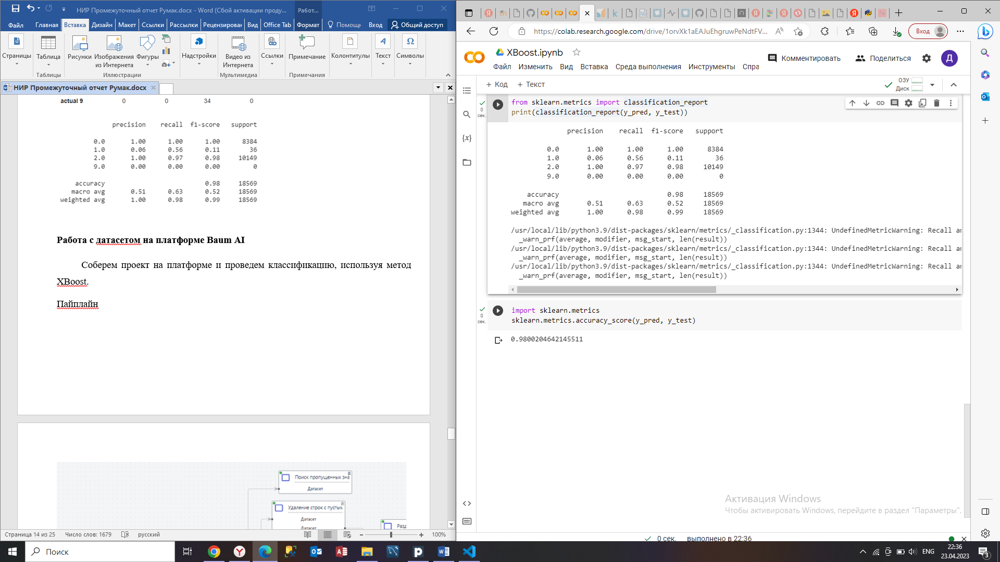 НИР Промежуточный отчет Румак.docx - Word (Сбой активации проду...
Работ...
Файл Главная Вставка Дизайн Макет Ссылки Рассылки Рецензирован Вид Office Tab Формат Помощь Вход Общий доступ
Страницы Таблица Рисунки Изображения из Интернета Фигуры Надстройки Видео из Интернета Ссылки Примечание Колонтитулы Текст Символы
Таблицы Иллюстрации Мультимедиа Примечания
НИР Промежуточный отчет Румак.docx
actual 9 0 0 34 0
precision recall f1-score support
0.0 1.00 1.00 1.00 8384
1.0 0.06 0.56 0.11 36
2.0 1.00 0.97 0.98 10149
9.0 0.00 0.00 0.00 0
accuracy 0.98 18569
macro avg 0.51 0.63 0.52 18569
weighted avg 1.00 0.98 0.99 18569
Работа с датасетом на платформе Baum AI
Соберем проект на платформе и проведем классификацию, используя метод
XBoost.
Пайплайн
Поиск пропущенных зна
Датасет
Удаление строк с пустым
Датасет
Датасет
Разд
Страница 14 из 25 Число слов: 1679 русский 100%
https://colab.research.google.com/drive/1orvXk1aEAJuEhgruwPeNdtFV...
Вход
XBoost.ipynb
Комментировать Поделиться Д
Файл Изменить Вид Вставка Среда выполнения Инструменты Спра
+ Код + Текст
ОЗУ
Диск
0
сек.
from sklearn.metrics import classification_report
print(classification_report(y_pred, y_test))
precision recall f1-score support
0.0 1.00 1.00 1.00 8384
1.0 0.06 0.56 0.11 36
2.0 1.00 0.97 0.98 10149
9.0 0.00 0.00 0.00 0
accuracy 0.98 18569
macro avg 0.51 0.63 0.52 18569
weighted avg 1.00 0.98 0.99 18569
/usr/local/lib/python3.9/dist-packages/sklearn/metrics/_classification.py:1344: UndefinedMetricWarning: Recall an
_warn_prf(average, modifier, msg_start, len(result))
/usr/local/lib/python3.9/dist-packages/sklearn/metrics/_classification.py:1344: UndefinedMetricWarning: Recall an
_warn_prf(average, modifier, msg_start, len(result))
/usr/local/lib/python3.9/dist-packages/sklearn/metrics/_classification.py:1344: UndefinedMetricWarning: Recall an
_warn_prf(average, modifier, msg_start, len(result))
0
сек.
import sklearn.metrics
sklearn.metrics.accuracy_score(y_pred, y_test)
0.9800204642145511
Активация Windows
Чтобы активировать Windows, перейдите в раздел "Параметры".
0 сек. выполнено в 22:36
Поиск
ENG
22:36
23.04.2023
3